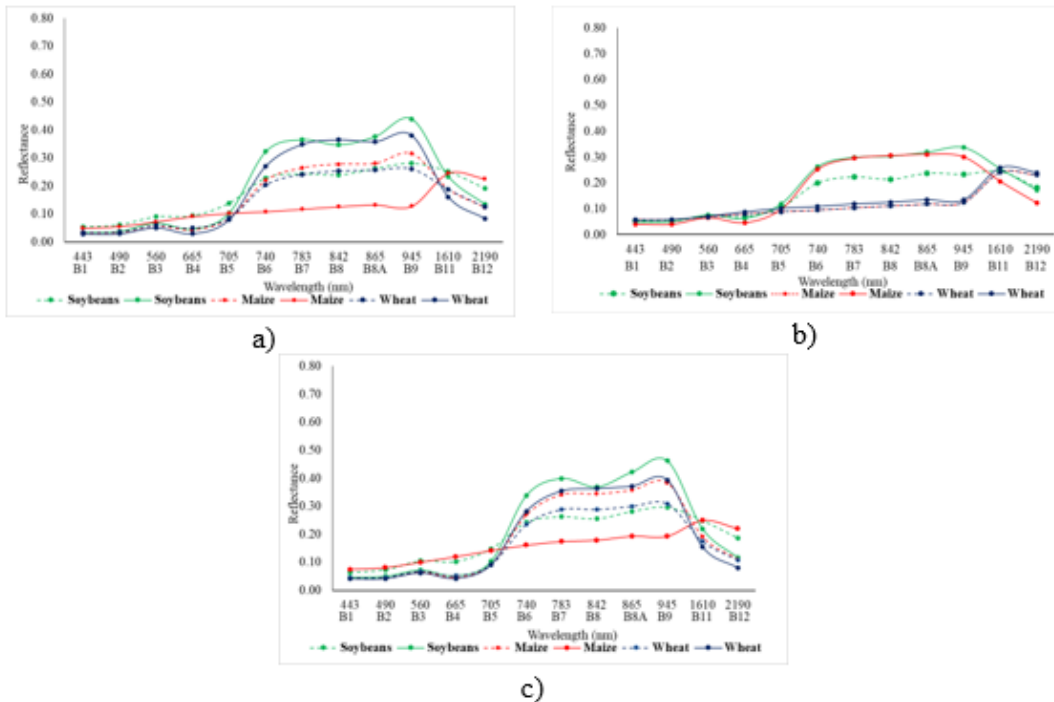 0.80
0.70
0.60
0.50
0.40
0.30
0.20
0.10
0.00
Reflectance
443 490 560 665 705 740 783 842 865 945 1610 2190
B1 B2 B3 B4 B5 B6 B7 B8 B8A B9 B11 B12
Wavelength (nm)
Soybeans Soybeans Maize Maize Wheat Wheat
a)
0.80
0.70
0.60
0.50
0.40
0.30
0.20
0.10
0.00
Reflectance
443 490 560 665 705 740 783 842 865 945 1610 2190
B1 B2 B3 B4 B5 B6 B7 B8 B8A B9 B11 B12
Wavelength (nm)
Soybeans Soybeans Maize Maize Wheat Wheat
b)
0.80
0.70
0.60
0.50
0.40
0.30
0.20
0.10
0.00
Reflectance
443 490 560 665 705 740 783 842 865 945 1610 2190
B1 B2 B3 B4 B5 B6 B7 B8 B8A B9 B11 B12
Wavelength (nm)
Soybeans Soybeans Maize Maize Wheat Wheat
c)